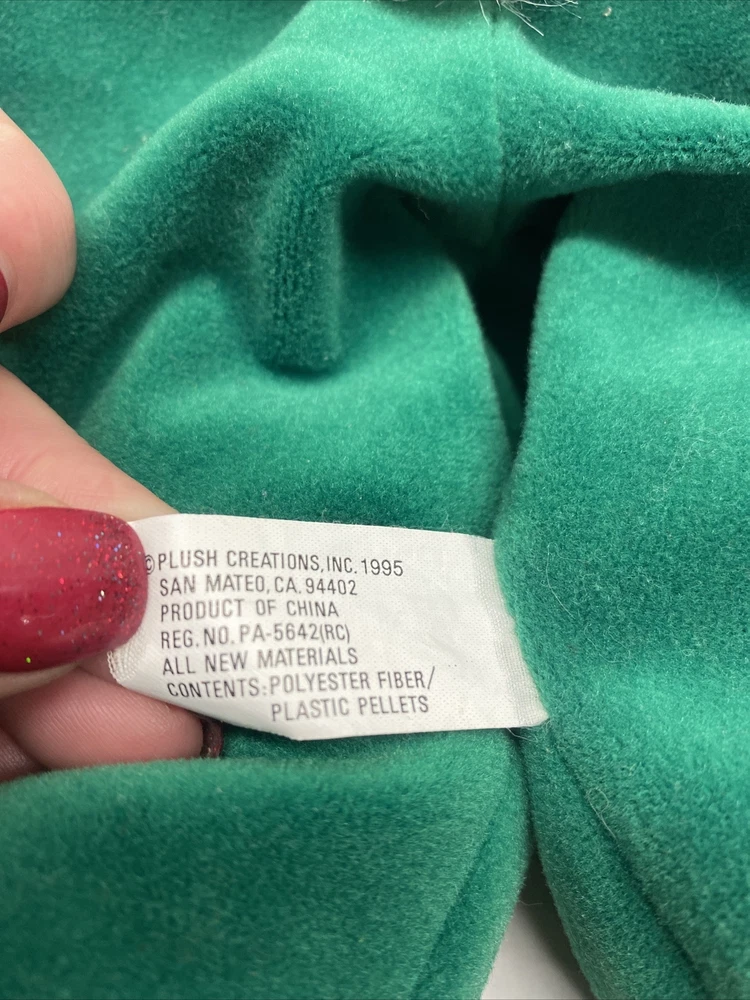 ©PLUSH CREATIONS,INC.1995
SAN MATEO,CA.94402
PRODUCT OF CHINA
REG.NO.PA-5642(RC)
ALL NEW MATERIALS
CONTENTS:POLYESTER FIBER/
PLASTIC PELLETS